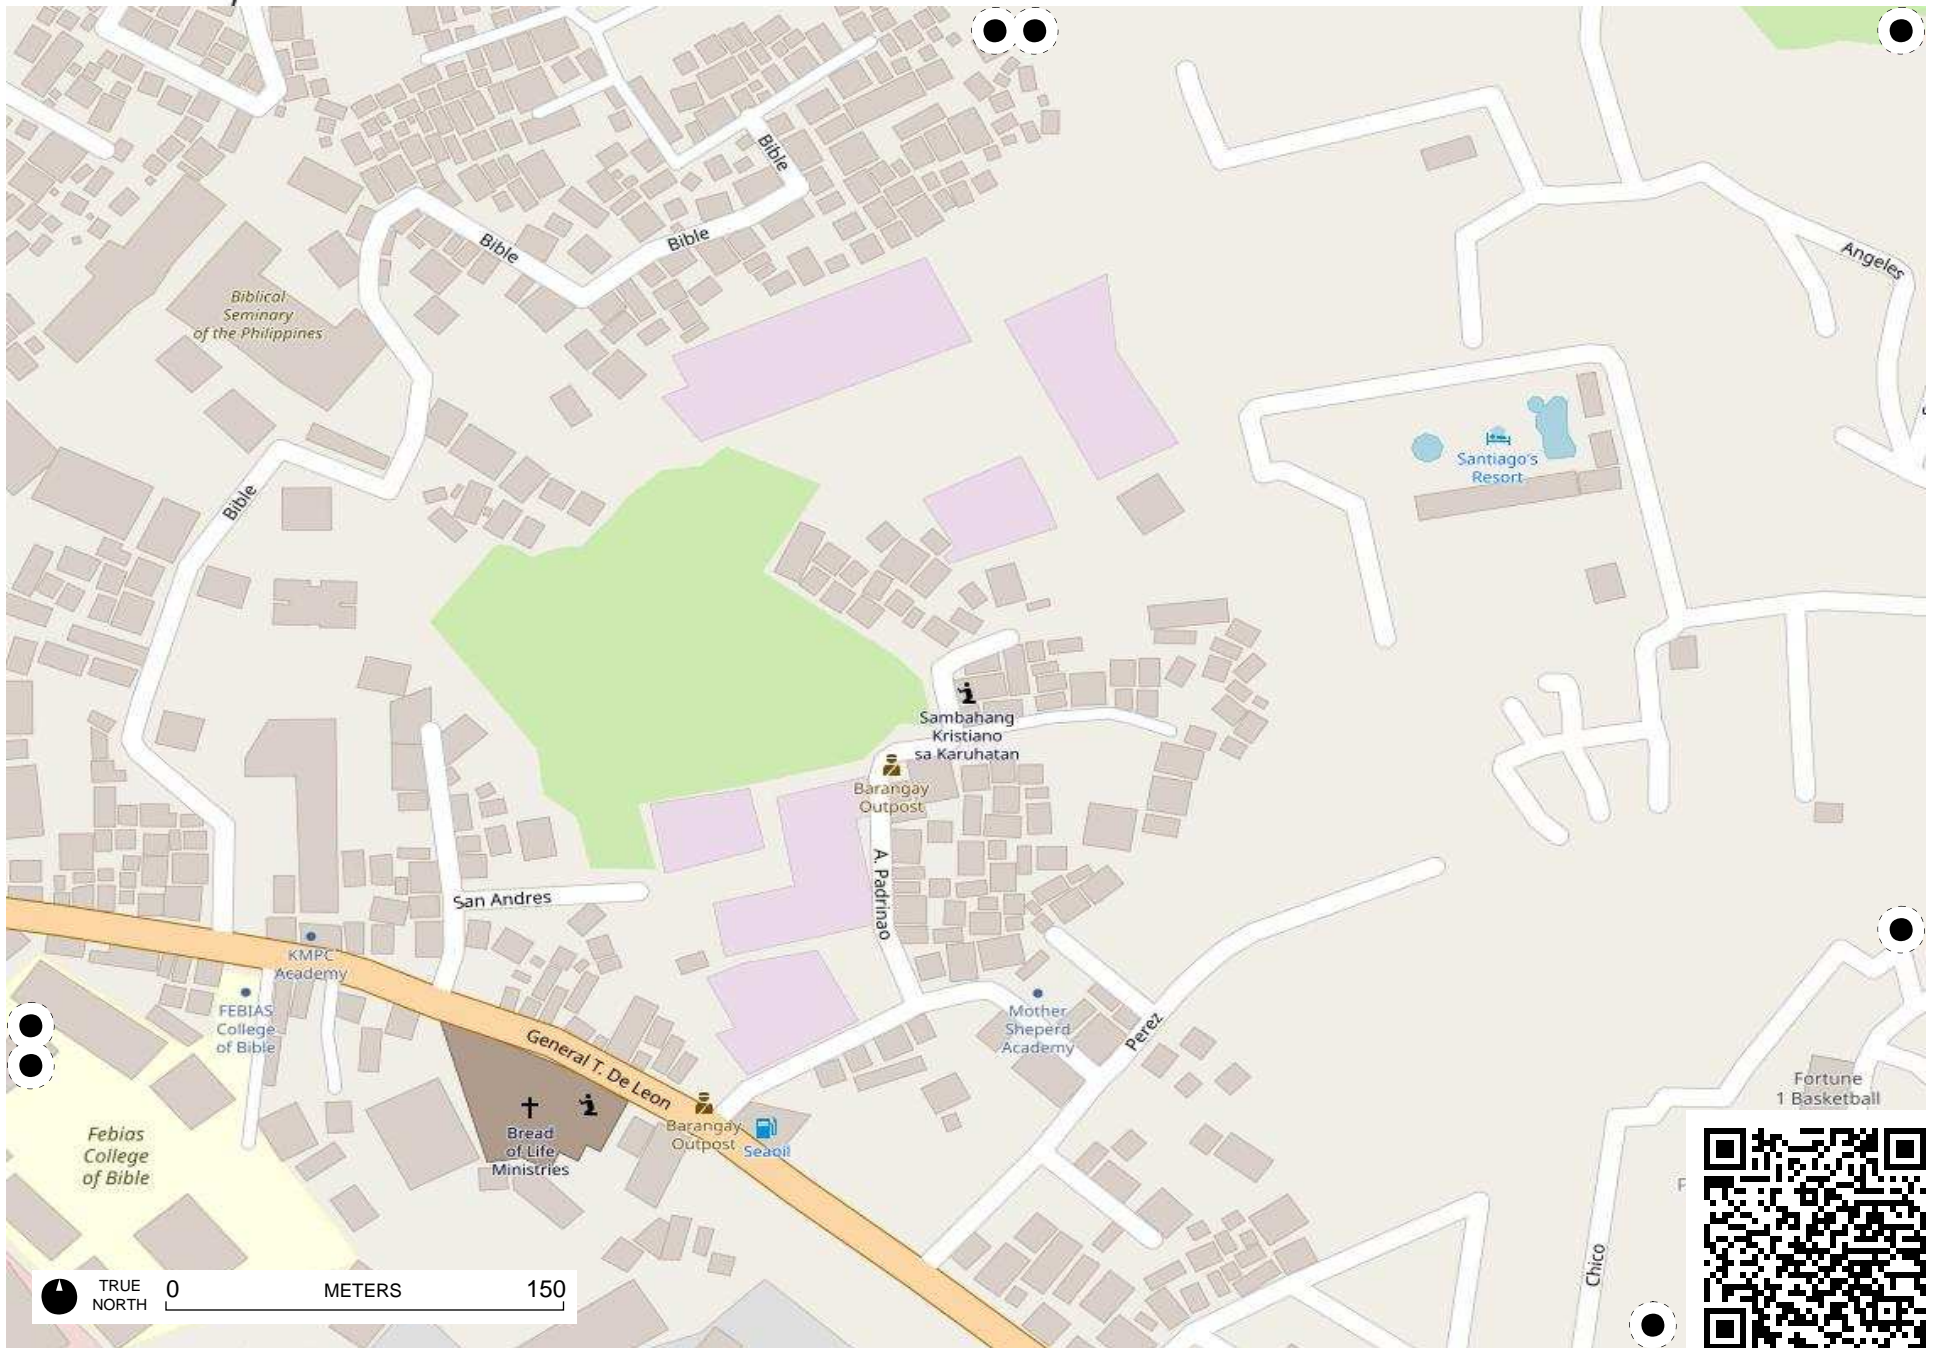 Bible
Bible
Bible
Angeles
Biblical
Seminary
of the Philippines
Santiago's
Resort
Bible
Sambahang
Kristiano
sa Karuhatan
Barangay
Outpost
A. Padrinao
San Andres
KMPC
Academy
FEBIAS
College
of Bible
Mother
Sheperd
Academy
Perez
General T. De Leon
Fortune
1 Basketball
Barangay
Outpost
Seaoil
Bread
of Life
Ministries
Febias
College
of Bible
Chico
TRUE
NORTH
0 METERS 150